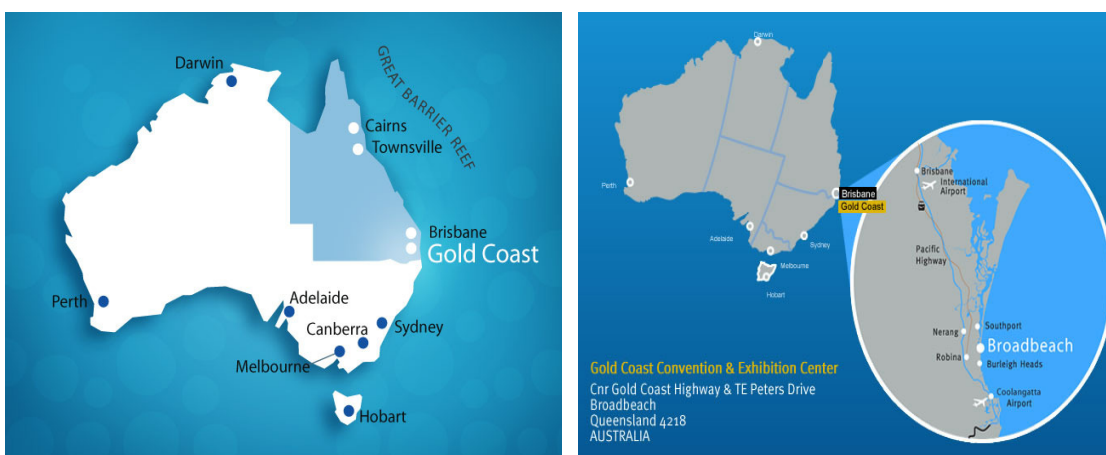 Darwin
GREAT BARRIER REEF
Cairns
Townsville
Brisbane
Gold Coast
Perth
Adelaide
Canberra
Sydney
Melbourne
Hobart
Darwin
Perth
Brisbane
Gold Coast
Adelaide
Sydney
Melbourne
Hobart
Brisbane
International
Airport
Pacific
Highway
Nerang
Southport
Broadbeach
Robina
Burleigh Heads
Coolangatta
Airport
Gold Coast Convention & Exhibition Center
Cnr Gold Coast Highway & TE Peters Drive
Broadbeach
Queensland 4218
AUSTRALIA